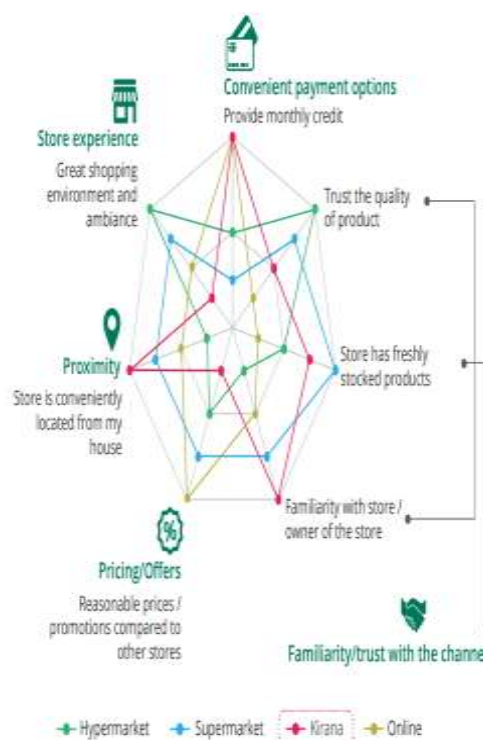 Convenient payment options
Provide monthly credit
Store experience
Great shopping
environment and
ambiance
Trust the quality
of product
Proximity
Store is conveniently
located from my
house
Store has freshly
stocked products
Familiarity with store /
owner of the store
%
Pricing/Offers
Reasonable prices /
promotions compared to
other stores
Familiarity/trust with the channe
Hypermarket
Supermarket
Kirana
Online